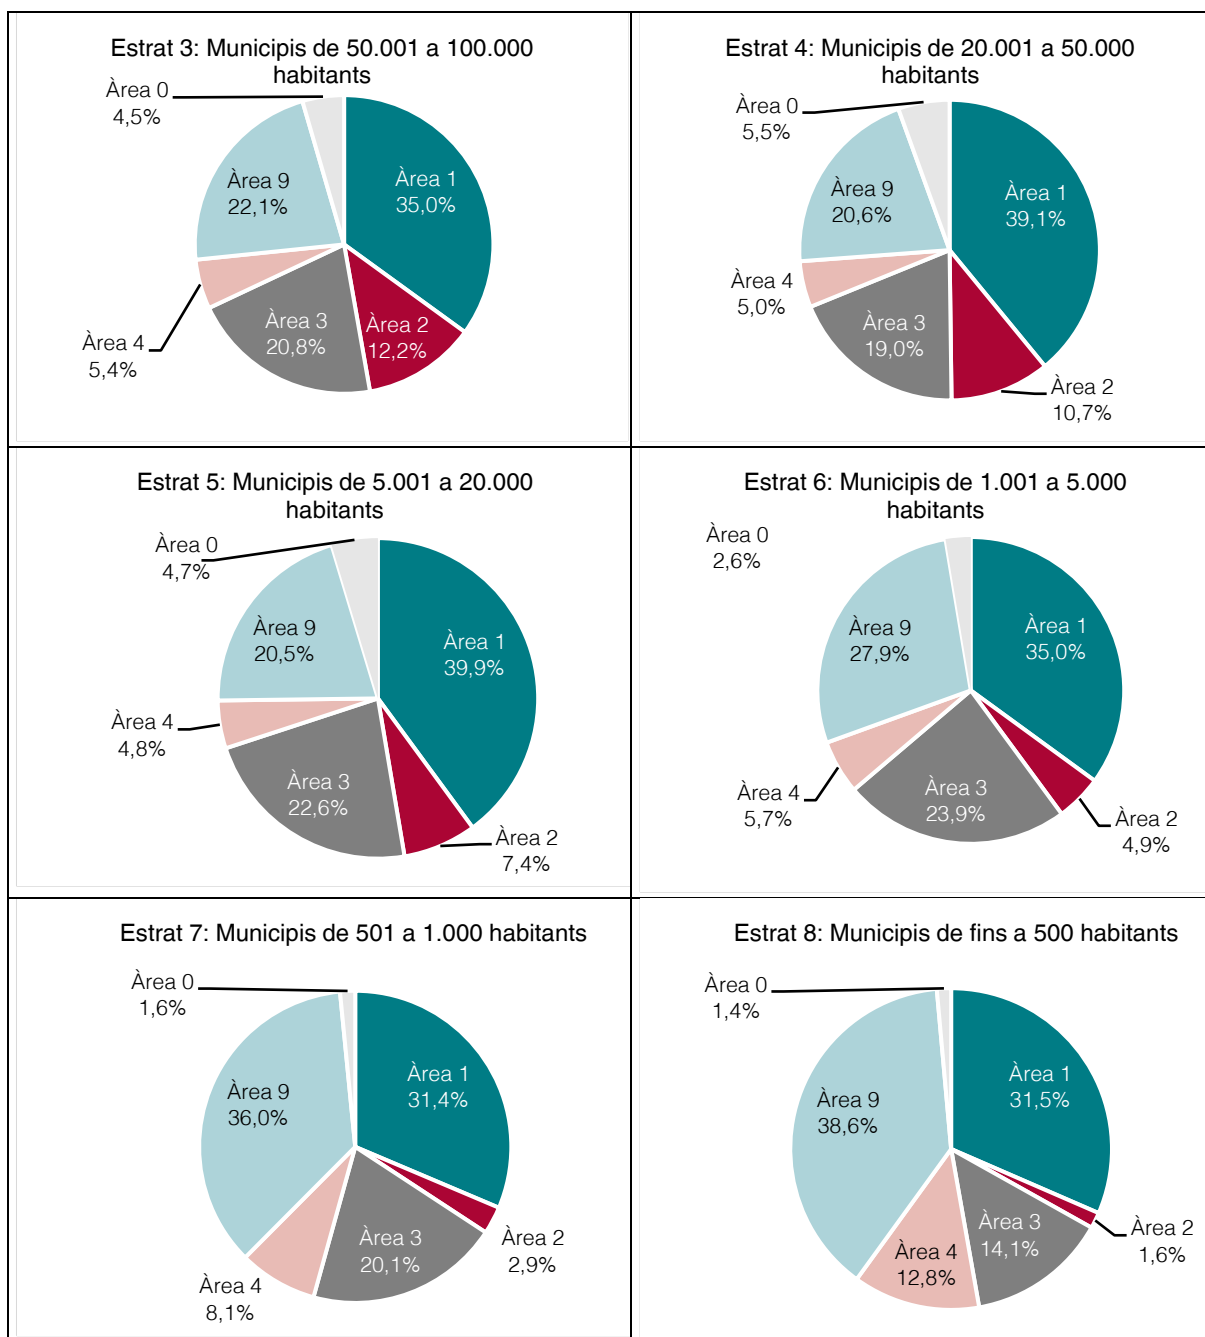 Estrat 3: Municipis de 50.001 a 100.000
habitants
Àrea 0
4,5%
Àrea 1
35,0%
Àrea 2
12,2%
Àrea 3
20,8%
Àrea 4
5,4%
Àrea 9
22,1%
Estrat 4: Municipis de 20.001 a 50.000
habitants
Àrea 0
5,5%
Àrea 1
39,1%
Àrea 2
10,7%
Àrea 3
19,0%
Àrea 4
5,0%
Àrea 9
20,6%
Estrat 5: Municipis de 5.001 a 20.000
habitants
Àrea 0
4,7%
Àrea 1
39,9%
Àrea 2
7,4%
Àrea 3
22,6%
Àrea 4
4,8%
Àrea 9
20,5%
Estrat 6: Municipis de 1.001 a 5.000
habitants
Àrea 0
2,6%
Àrea 1
35,0%
Àrea 2
4,9%
Àrea 3
23,9%
Àrea 4
5,7%
Àrea 9
27,9%
Estrat 7: Municipis de 501 a 1.000 habitants
Àrea 0
1,6%
Àrea 1
31,4%
Àrea 2
2,9%
Àrea 3
20,1%
Àrea 4
8,1%
Àrea 9
36,0%
Estrat 8: Municipis de fins a 500 habitants
Àrea 0
1,4%
Àrea 1
31,5%
Àrea 2
1,6%
Àrea 3
14,1%
Àrea 4
12,8%
Àrea 9
38,6%